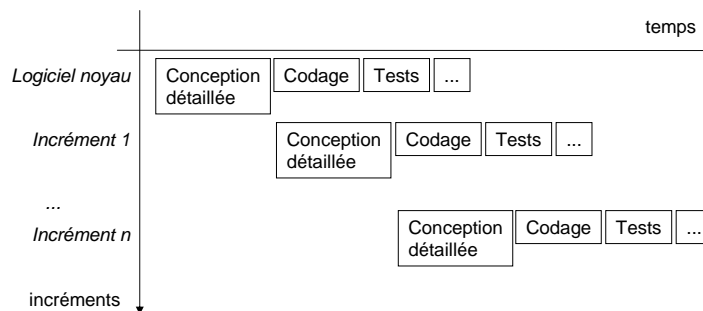 temps
Logiciel noyau
Conception
détaillée
Codage
Tests
...
Incrément 1
Conception
détaillée
Codage
Tests
...
...
Incrément n
Conception
détaillée
Codage
Tests
...
incréments